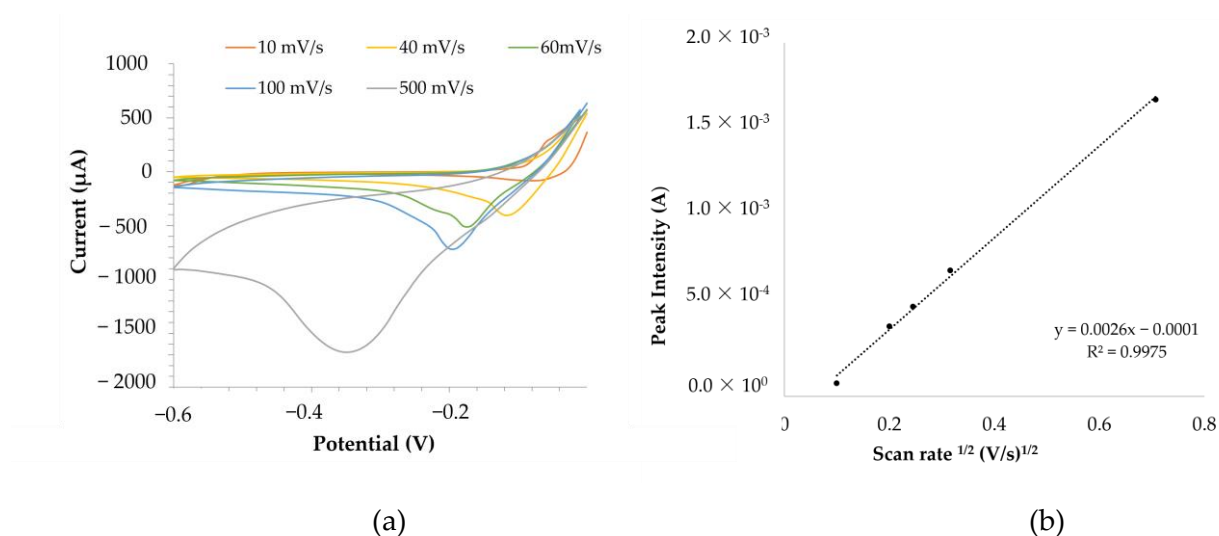 10 mV/s 40 mV/s 60mV/s
100 mV/s 500 mV/s
1000
500
0
−500
−1000
−1500
−2000
−0.6 −0.4 −0.2
Current (µA)
Potential (V)
(a)
2.0 × 10⁻³
1.5 × 10⁻³
1.0 × 10⁻³
5.0 × 10⁻⁴
0.0 × 10⁰
Peak Intensity (A)
y = 0.0026x − 0.0001
R² = 0.9975
0 0.2 0.4 0.6 0.8
Scan rate ¹/² (V/s)¹/²
(b)